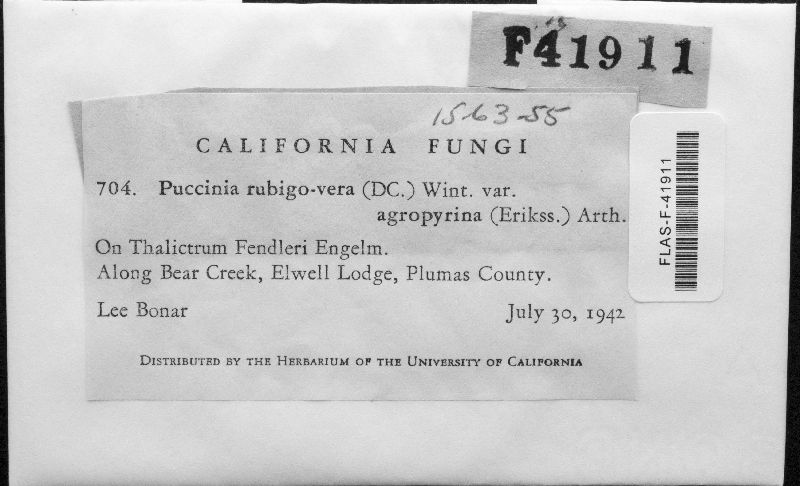 F41911
1563-55
CALIFORNIA FUNGI
704. Puccinia rubigo-vera (DC.) Wint. var.
agropyrina (Erikss.) Arth.
On Thalictrum Fendleri Engelm.
Along Bear Creek, Elwell Lodge, Plumas County.
Lee Bonar July 30, 1942
DISTRIBUTED BY THE HERBARIUM OF THE UNIVERSITY OF CALIFORNIA
FLAS-F-41911